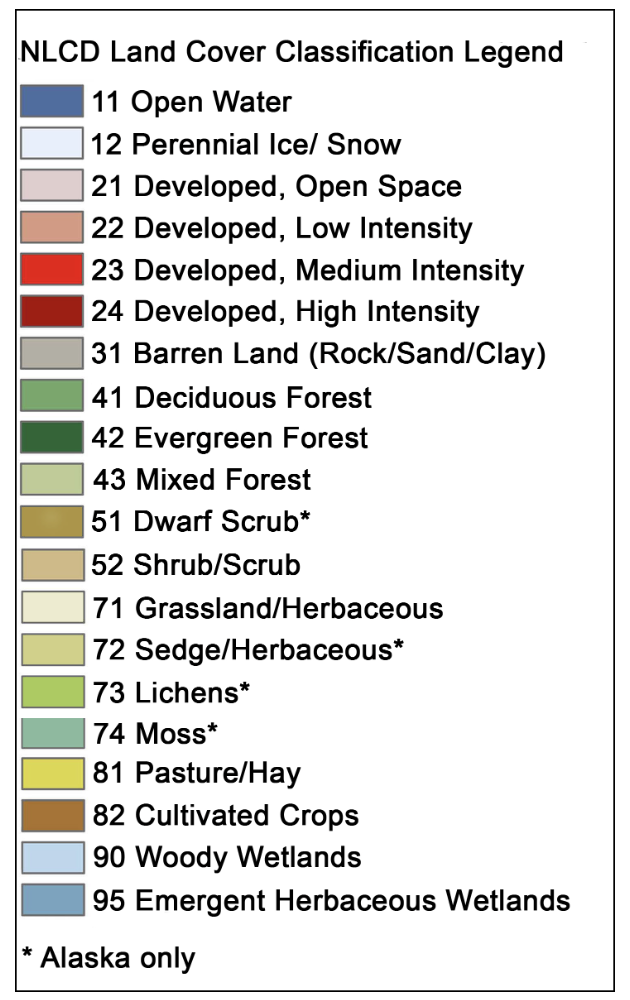 NLCD Land Cover Classification Legend
11 Open Water
12 Perennial Ice/ Snow
21 Developed, Open Space
22 Developed, Low Intensity
23 Developed, Medium Intensity
24 Developed, High Intensity
31 Barren Land (Rock/Sand/Clay)
41 Deciduous Forest
42 Evergreen Forest
43 Mixed Forest
51 Dwarf Scrub*
52 Shrub/Scrub
71 Grassland/Herbaceous
72 Sedge/Herbaceous*
73 Lichens*
74 Moss*
81 Pasture/Hay
82 Cultivated Crops
90 Woody Wetlands
95 Emergent Herbaceous Wetlands
* Alaska only